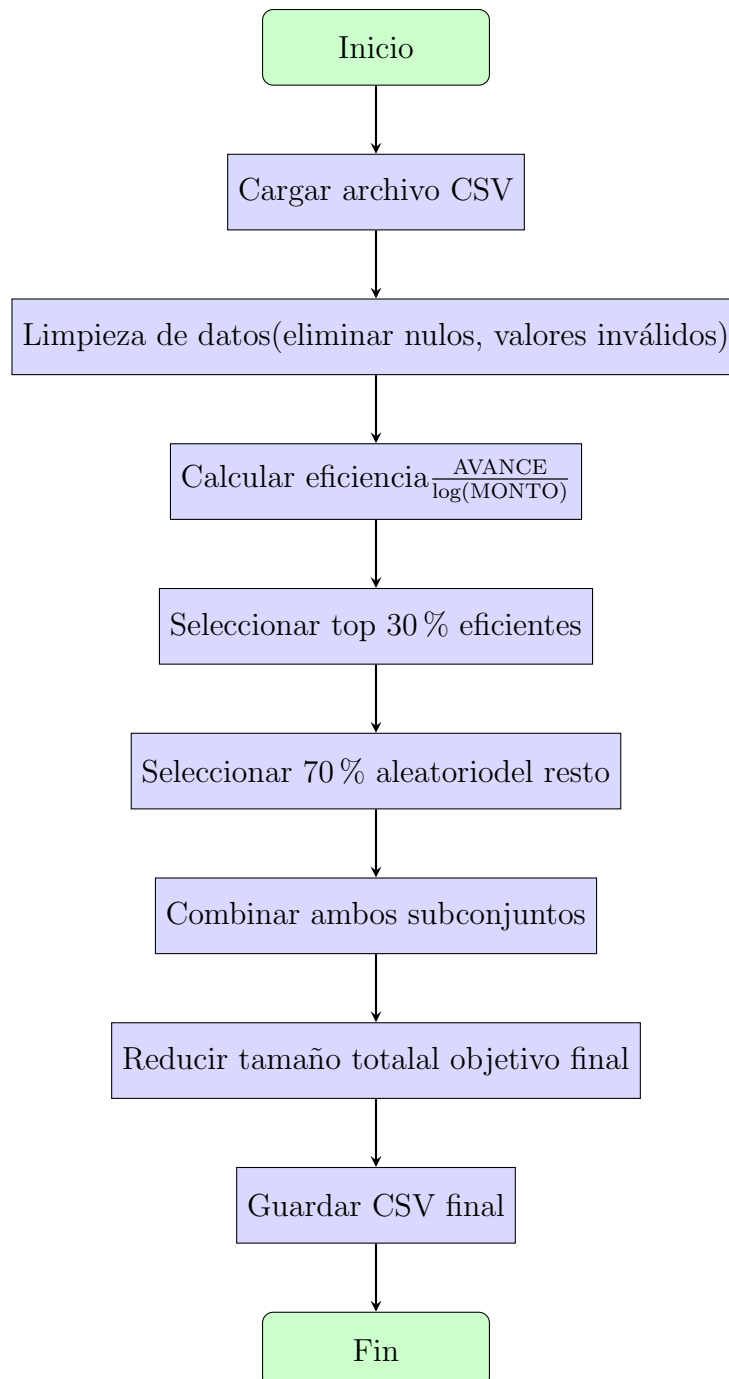 Inicio
Cargar archivo CSV
Limpieza de datos(eliminar nulos, valores inválidos)
Calcular eficiencia\frac{AVANCE}{log(MONTO)}
Seleccionar top 30 % eficientes
Seleccionar 70 % aleatoriodel resto
Combinar ambos subconjuntos
Reducir tamaño totalal objetivo final
Guardar CSV final
Fin